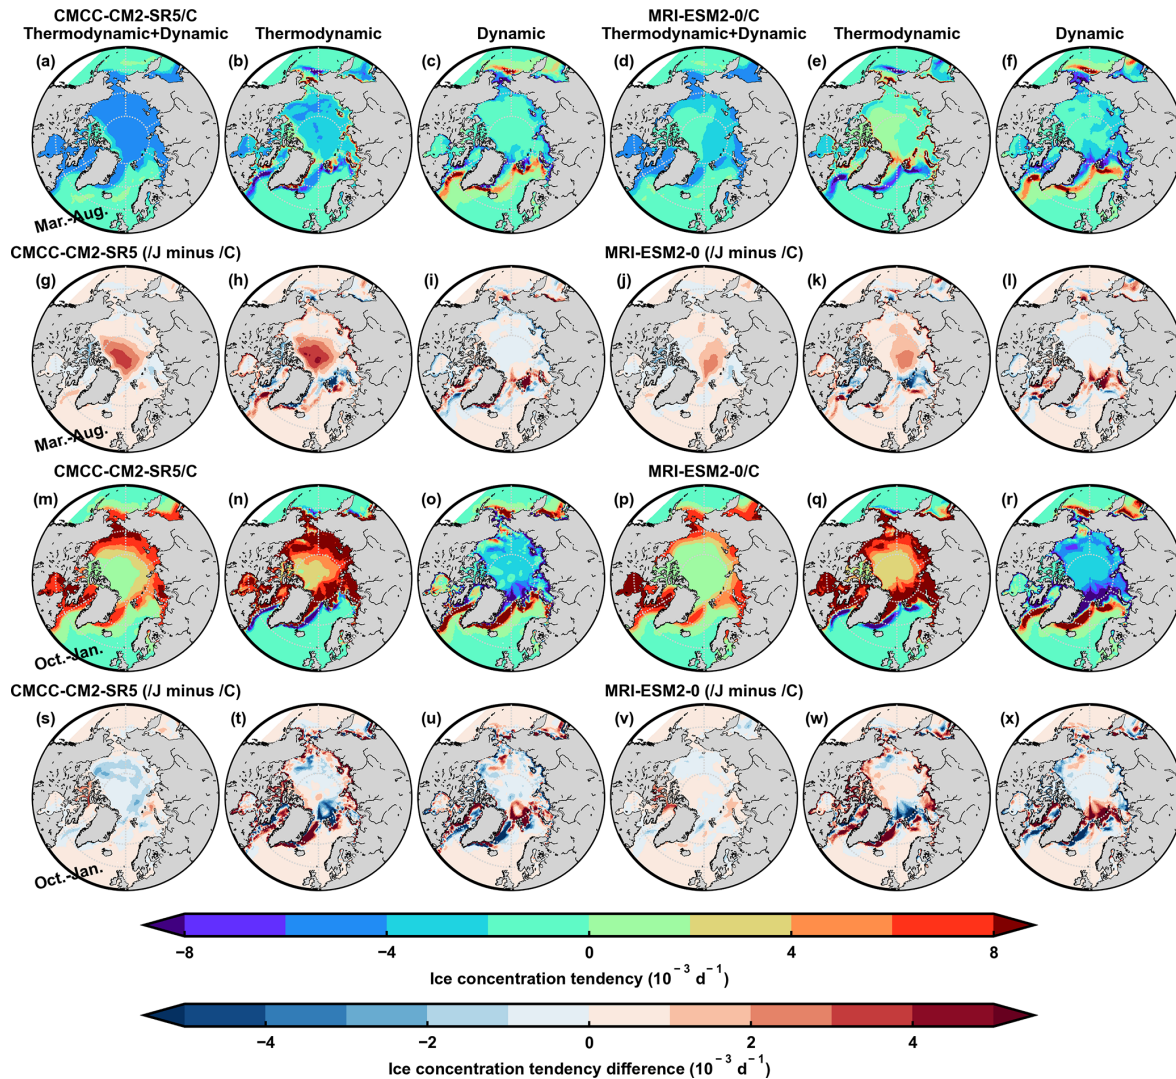 CMCC-CM2-SR5/C MRI-ESM2-0/C
Thermodynamic+Dynamic Thermodynamic Dynamic Thermodynamic+Dynamic Thermodynamic Dynamic
(a) (b) (c) (d) (e) (f)
Mar.-Aug.
CMCC-CM2-SR5 (/J minus /C) MRI-ESM2-0 (/J minus /C)
(g) (h) (i) (j) (k) (l)
Mar.-Aug.
CMCC-CM2-SR5/C MRI-ESM2-0/C
(m) (n) (o) (p) (q) (r)
Oct.-Jan.
CMCC-CM2-SR5 (/J minus /C) MRI-ESM2-0 (/J minus /C)
(s) (t) (u) (v) (w) (x)
Oct.-Jan.
−8 −4 0 4 8
Ice concentration tendency (10⁻³ d⁻¹)
−4 −2 0 2 4
Ice concentration tendency difference (10⁻³ d⁻¹)